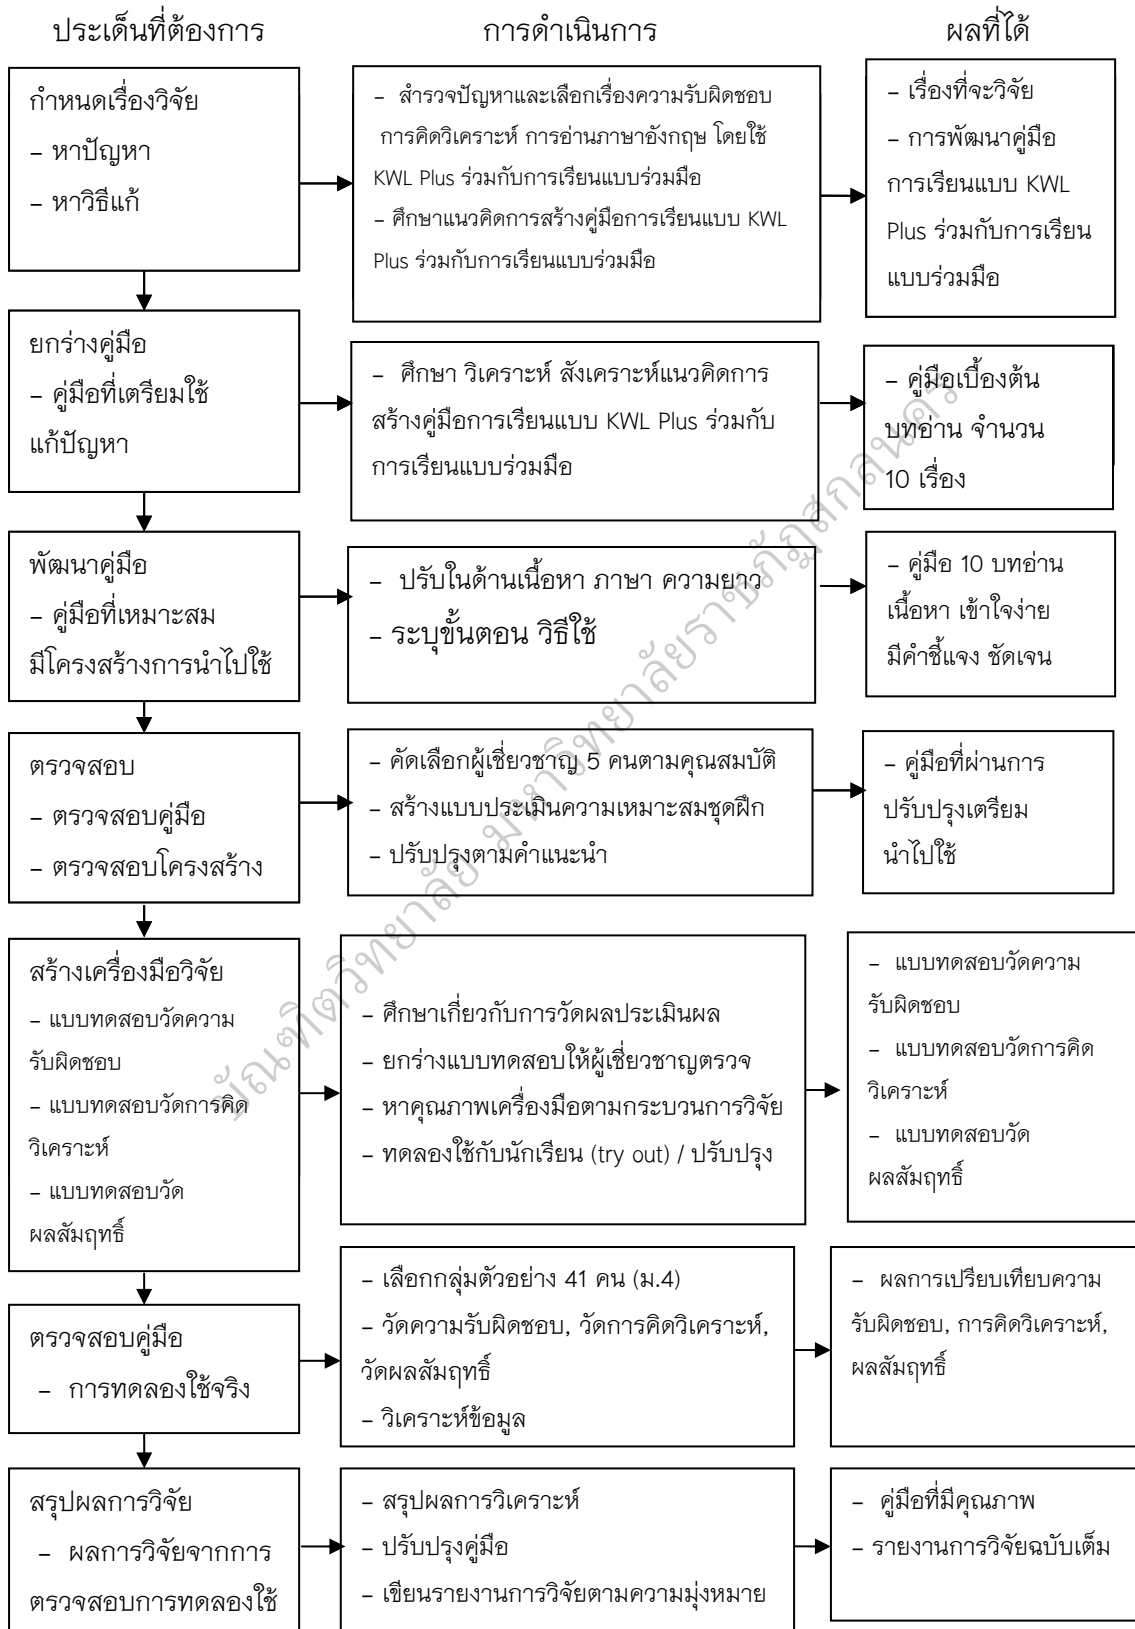 ประเด็นที่ต้องการ
การดำเนินการ
ผลที่ได้
กำหนดเรื่องวิจัย
– หาปัญหา
– หาวิธีแก้
– สำรวจปัญหาและเลือกเรื่องความรับผิดชอบ
การคิดวิเคราะห์ การอ่านภาษาอังกฤษ โดยใช้
KWL Plus ร่วมกับการเรียนแบบร่วมมือ
– ศึกษาแนวคิดการสร้างคู่มือการเรียนแบบ KWL
Plus ร่วมกับการเรียนแบบร่วมมือ
– เรื่องที่จะวิจัย
– การพัฒนาคู่มือ
การเรียนแบบ KWL
Plus ร่วมกับการเรียน
แบบร่วมมือ
ยกร่างคู่มือ
– คู่มือที่เตรียมใช้
แก้ปัญหา
– ศึกษา วิเคราะห์ สังเคราะห์แนวคิดการ
สร้างคู่มือการเรียนแบบ KWL Plus ร่วมกับ
การเรียนแบบร่วมมือ
– คู่มือเบื้องต้น
บทอ่าน จำนวน
10 เรื่อง
พัฒนาคู่มือ
– คู่มือที่เหมาะสม
มีโครงสร้างการนำไปใช้
– ปรับในด้านเนื้อหา ภาษา ความยาว
– ระบุขั้นตอน วิธีใช้
– คู่มือ 10 บทอ่าน
เนื้อหา เข้าใจง่าย
มีคำชี้แจง ชัดเจน
ตรวจสอบ
– ตรวจสอบคู่มือ
– ตรวจสอบโครงสร้าง
– คัดเลือกผู้เชี่ยวชาญ 5 คนตามคุณสมบัติ
– สร้างแบบประเมินความเหมาะสมชุดฝึก
– ปรับปรุงตามคำแนะนำ
– คู่มือที่ผ่านการ
ปรับปรุงเตรียม
นำไปใช้
สร้างเครื่องมือวิจัย
– แบบทดสอบวัดความ
รับผิดชอบ
– แบบทดสอบวัดการคิด
วิเคราะห์
– แบบทดสอบวัด
ผลสัมฤทธิ์
– ศึกษาเกี่ยวกับการวัดผลประเมินผล
– ยกร่างแบบทดสอบให้ผู้เชี่ยวชาญตรวจ
– หาคุณภาพเครื่องมือตามกระบวนการวิจัย
– ทดลองใช้กับนักเรียน (try out) / ปรับปรุง
– แบบทดสอบวัดความ
รับผิดชอบ
– แบบทดสอบวัดการคิด
วิเคราะห์
– แบบทดสอบวัด
ผลสัมฤทธิ์
ตรวจสอบคู่มือ
– การทดลองใช้จริง
– เลือกกลุ่มตัวอย่าง 41 คน (ม.4)
– วัดความรับผิดชอบ, วัดการคิดวิเคราะห์,
วัดผลสัมฤทธิ์
– วิเคราะห์ข้อมูล
– ผลการเปรียบเทียบความ
รับผิดชอบ, การคิดวิเคราะห์,
ผลสัมฤทธิ์
สรุปผลการวิจัย
– ผลการวิจัยจากการ
ตรวจสอบการทดลองใช้
– สรุปผลการวิเคราะห์
– ปรับปรุงคู่มือ
– เขียนรายงานการวิจัยตามความมุ่งหมาย
– คู่มือที่มีคุณภาพ
– รายงานการวิจัยฉบับเต็ม
บัณฑิตวิทยาลัย มหาวิทยาลัยราชภัฏสกลนคร